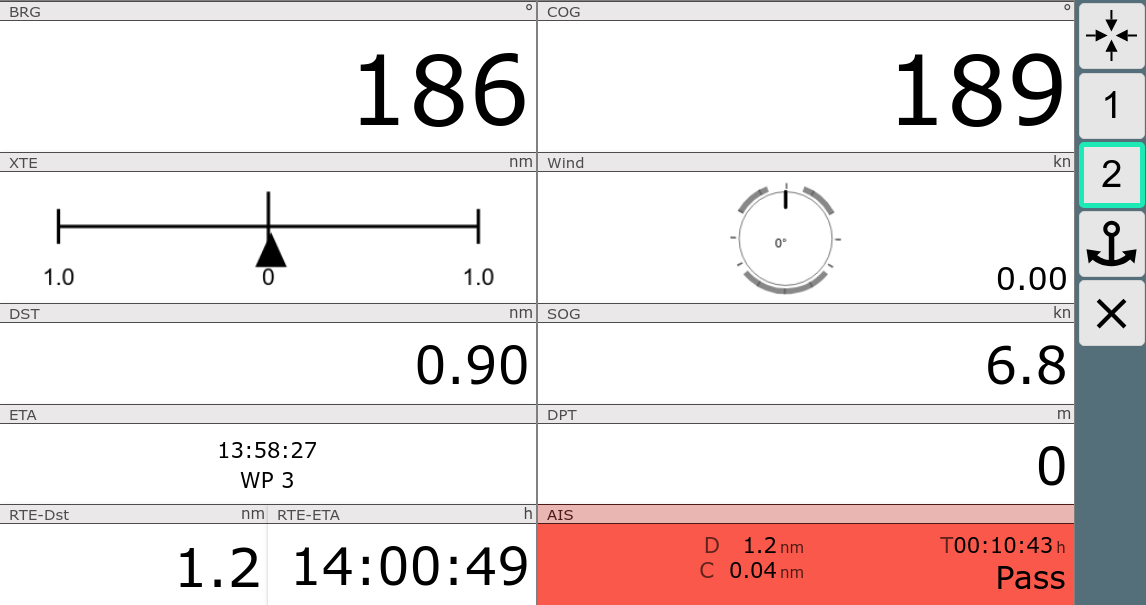 BRG °
186
COG °
189
XTE nm
1.0 0 1.0
Wind kn
0°
0.00
DST nm
0.90
SOG kn
6.8
ETA
13:58:27
WP 3
DPT m
0
RTE-Dst nm
1.2
RTE-ETA h
14:00:49
AIS
D 1.2 nm
C 0.04 nm
T00:10:43 h
Pass
1
2